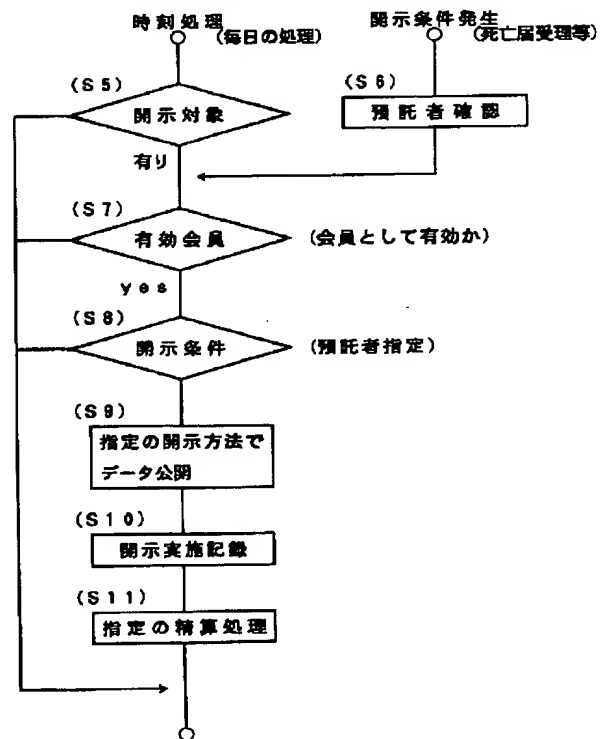 時刻処理
(毎日の処理)
開示条件発生
(死亡届受理等)
(S5)
開示対象
(S6)
預託者確認
有り
(S7)
有効会員
(会員として有効か)
yes
(S8)
開示条件
(預託者指定)
(S9)
指定の開示方法で
データ公開
(S10)
開示実施記録
(S11)
指定の精算処理